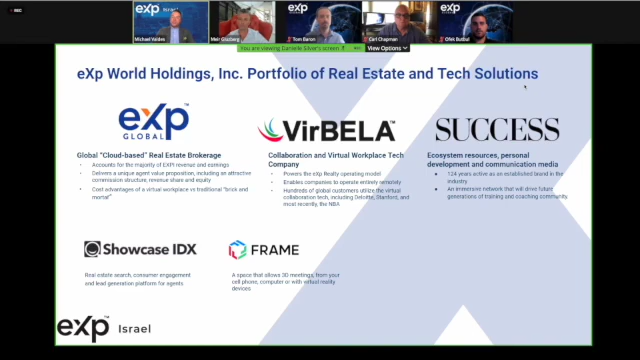 REC
exp
Israel
Michael Valdes
Meir Glazberg
Tom Baron
Carl Chapman
Ofek Butbul
You are viewing Danielle Silver's screen
View Options
eXp World Holdings, Inc. Portfolio of Real Estate and Tech Solutions
eXp™
GLOBAL
VirBELA™
SUCCESS
Global "Cloud-based" Real Estate Brokerage
Accounts for the majority of EXPI revenue and earnings
Delivers a unique agent value proposition, including an attractive
commission structure, revenue share and equity
Cost advantages of a virtual workplace vs traditional "brick and
mortar"
Collaboration and Virtual Workplace Tech
Company
Powers the eXp Realty operating model
Enables companies to operate entirely remotely
Hundreds of global customers utilize the virtual
collaboration tech, including Deloitte, Stanford, and
most recently, the NBA
Ecosystem resources, personal
development and communication media
124 years active as an established brand in the
industry
An immersive network that will drive future
generations of training and coaching community.
Showcase IDX
Real estate search, consumer engagement
and lead generation platform for agents
FRAME
A space that allows 3D meetings, from your
cell phone, computer or with virtual reality
devices
eXp™ Israel